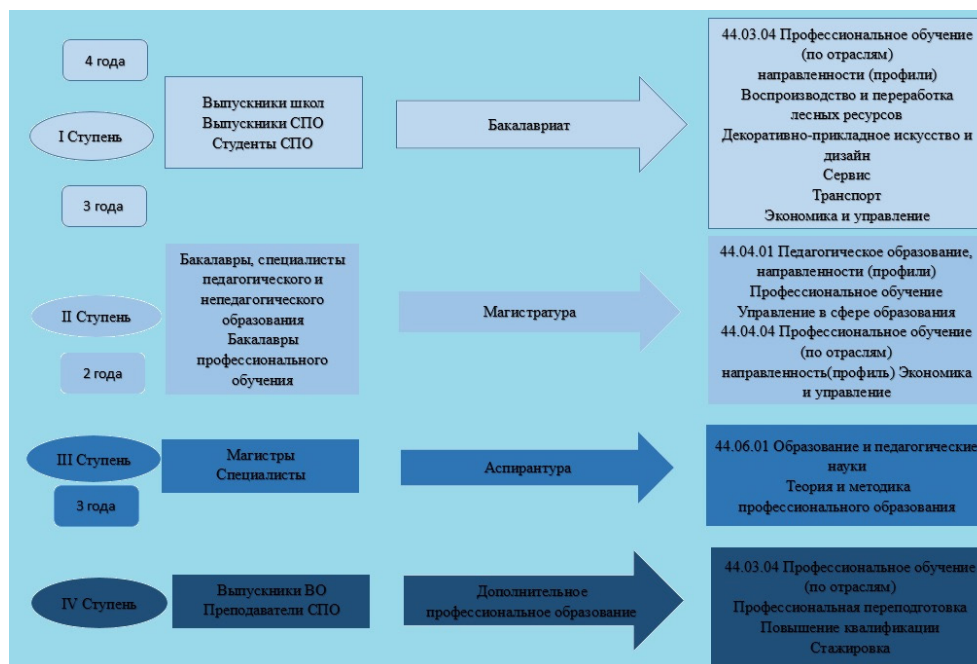 4 года
I Ступень
3 года
Выпускники школ
Выпускники СПО
Студенты СПО
Бакалавриат
44.03.04 Профессиональное обучение
(по отраслям)
направленности (профили)
Воспроизводство и переработка
лесных ресурсов
Декоративно-прикладное искусство и
дизайн
Сервис
Транспорт
Экономика и управление
II Ступень
2 года
Бакалавры, специалисты
педагогического и
непедагогического
образования
Бакалавры
профессионального
обучения
Магистратура
44.04.01 Педагогическое образование,
направленности (профили)
Профессиональное обучение
Управление в сфере образования
44.04.04 Профессиональное обучение
(по отраслям)
направленность(профиль) Экономика
и управление
III Ступень
3 года
Магистры
Специалисты
Аспирантура
44.06.01 Образование и педагогические
науки
Теория и методика
профессионального образования
IV Ступень
Выпускники ВО
Преподаватели СПО
Дополнительное
профессиональное образование
44.03.04 Профессиональное обучение
(по отраслям)
Профессиональная переподготовка
Повышение квалификации
Стажировка